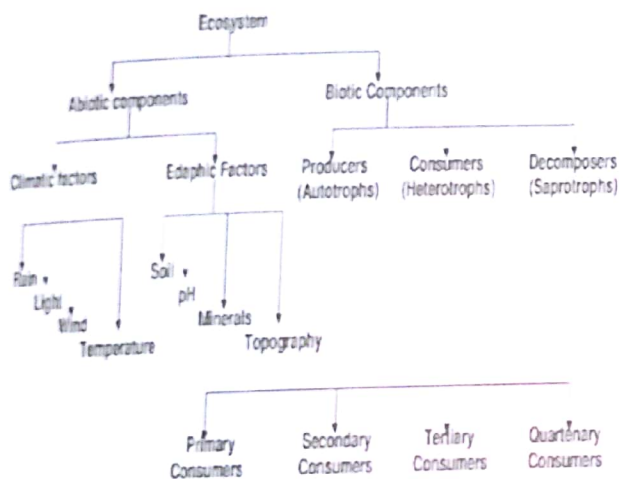 Ecosystem
Abiotic components
Biotic Components
Climatic factors
Edaphic Factors
Producers
(Autotrophs)
Consumers
(Heterotrophs)
Decomposers
(Saprotrophs)
Rain
Light
Wind
Temperature
Soil
pH
Minerals
Topography
Primary
Consumers
Secondary
Consumers
Tertiary
Consumers
Quartenary
Consumers